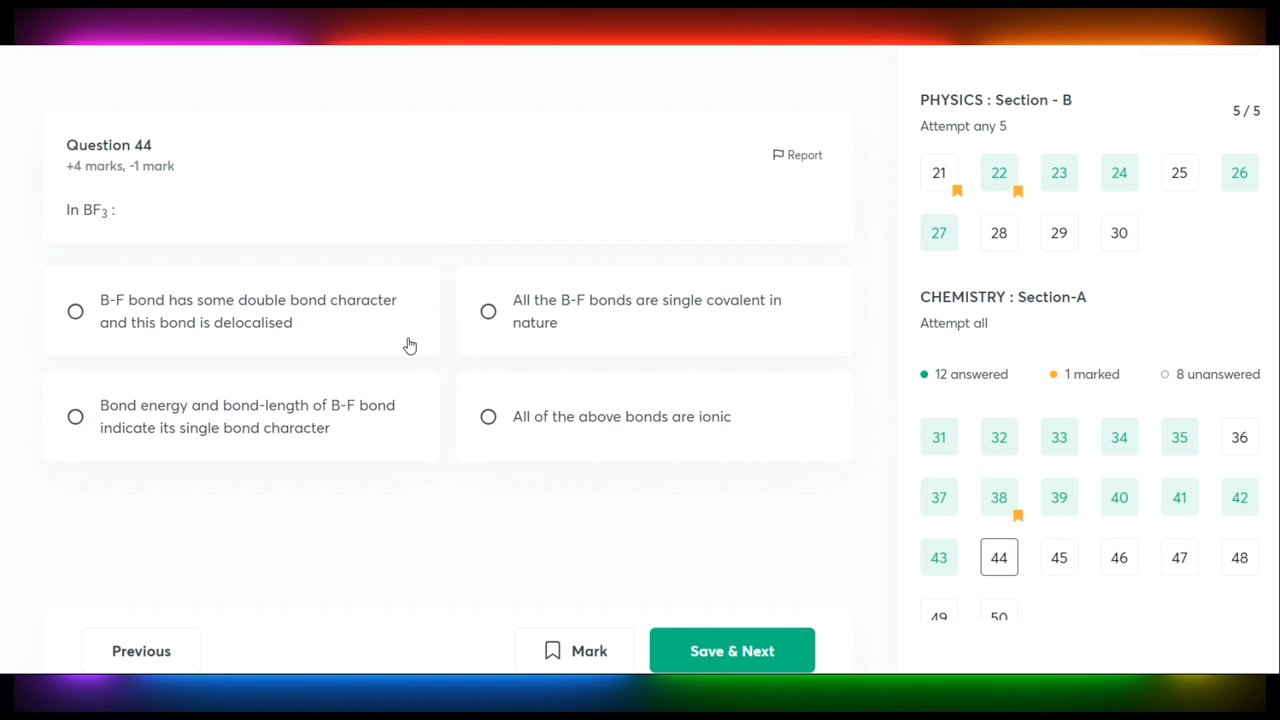 Question 44
+4 marks, -1 mark
Report
In BF3 :
B-F bond has some double bond character
and this bond is delocalised
All the B-F bonds are single covalent in
nature
Bond energy and bond-length of B-F bond
indicate its single bond character
All of the above bonds are ionic
Previous
Mark
Save & Next
PHYSICS : Section - B
5 / 5
Attempt any 5
21 22 23 24 25 26
27 28 29 30
CHEMISTRY : Section-A
Attempt all
12 answered 1 marked 8 unanswered
31 32 33 34 35 36
37 38 39 40 41 42
43 44 45 46 47 48
49 50